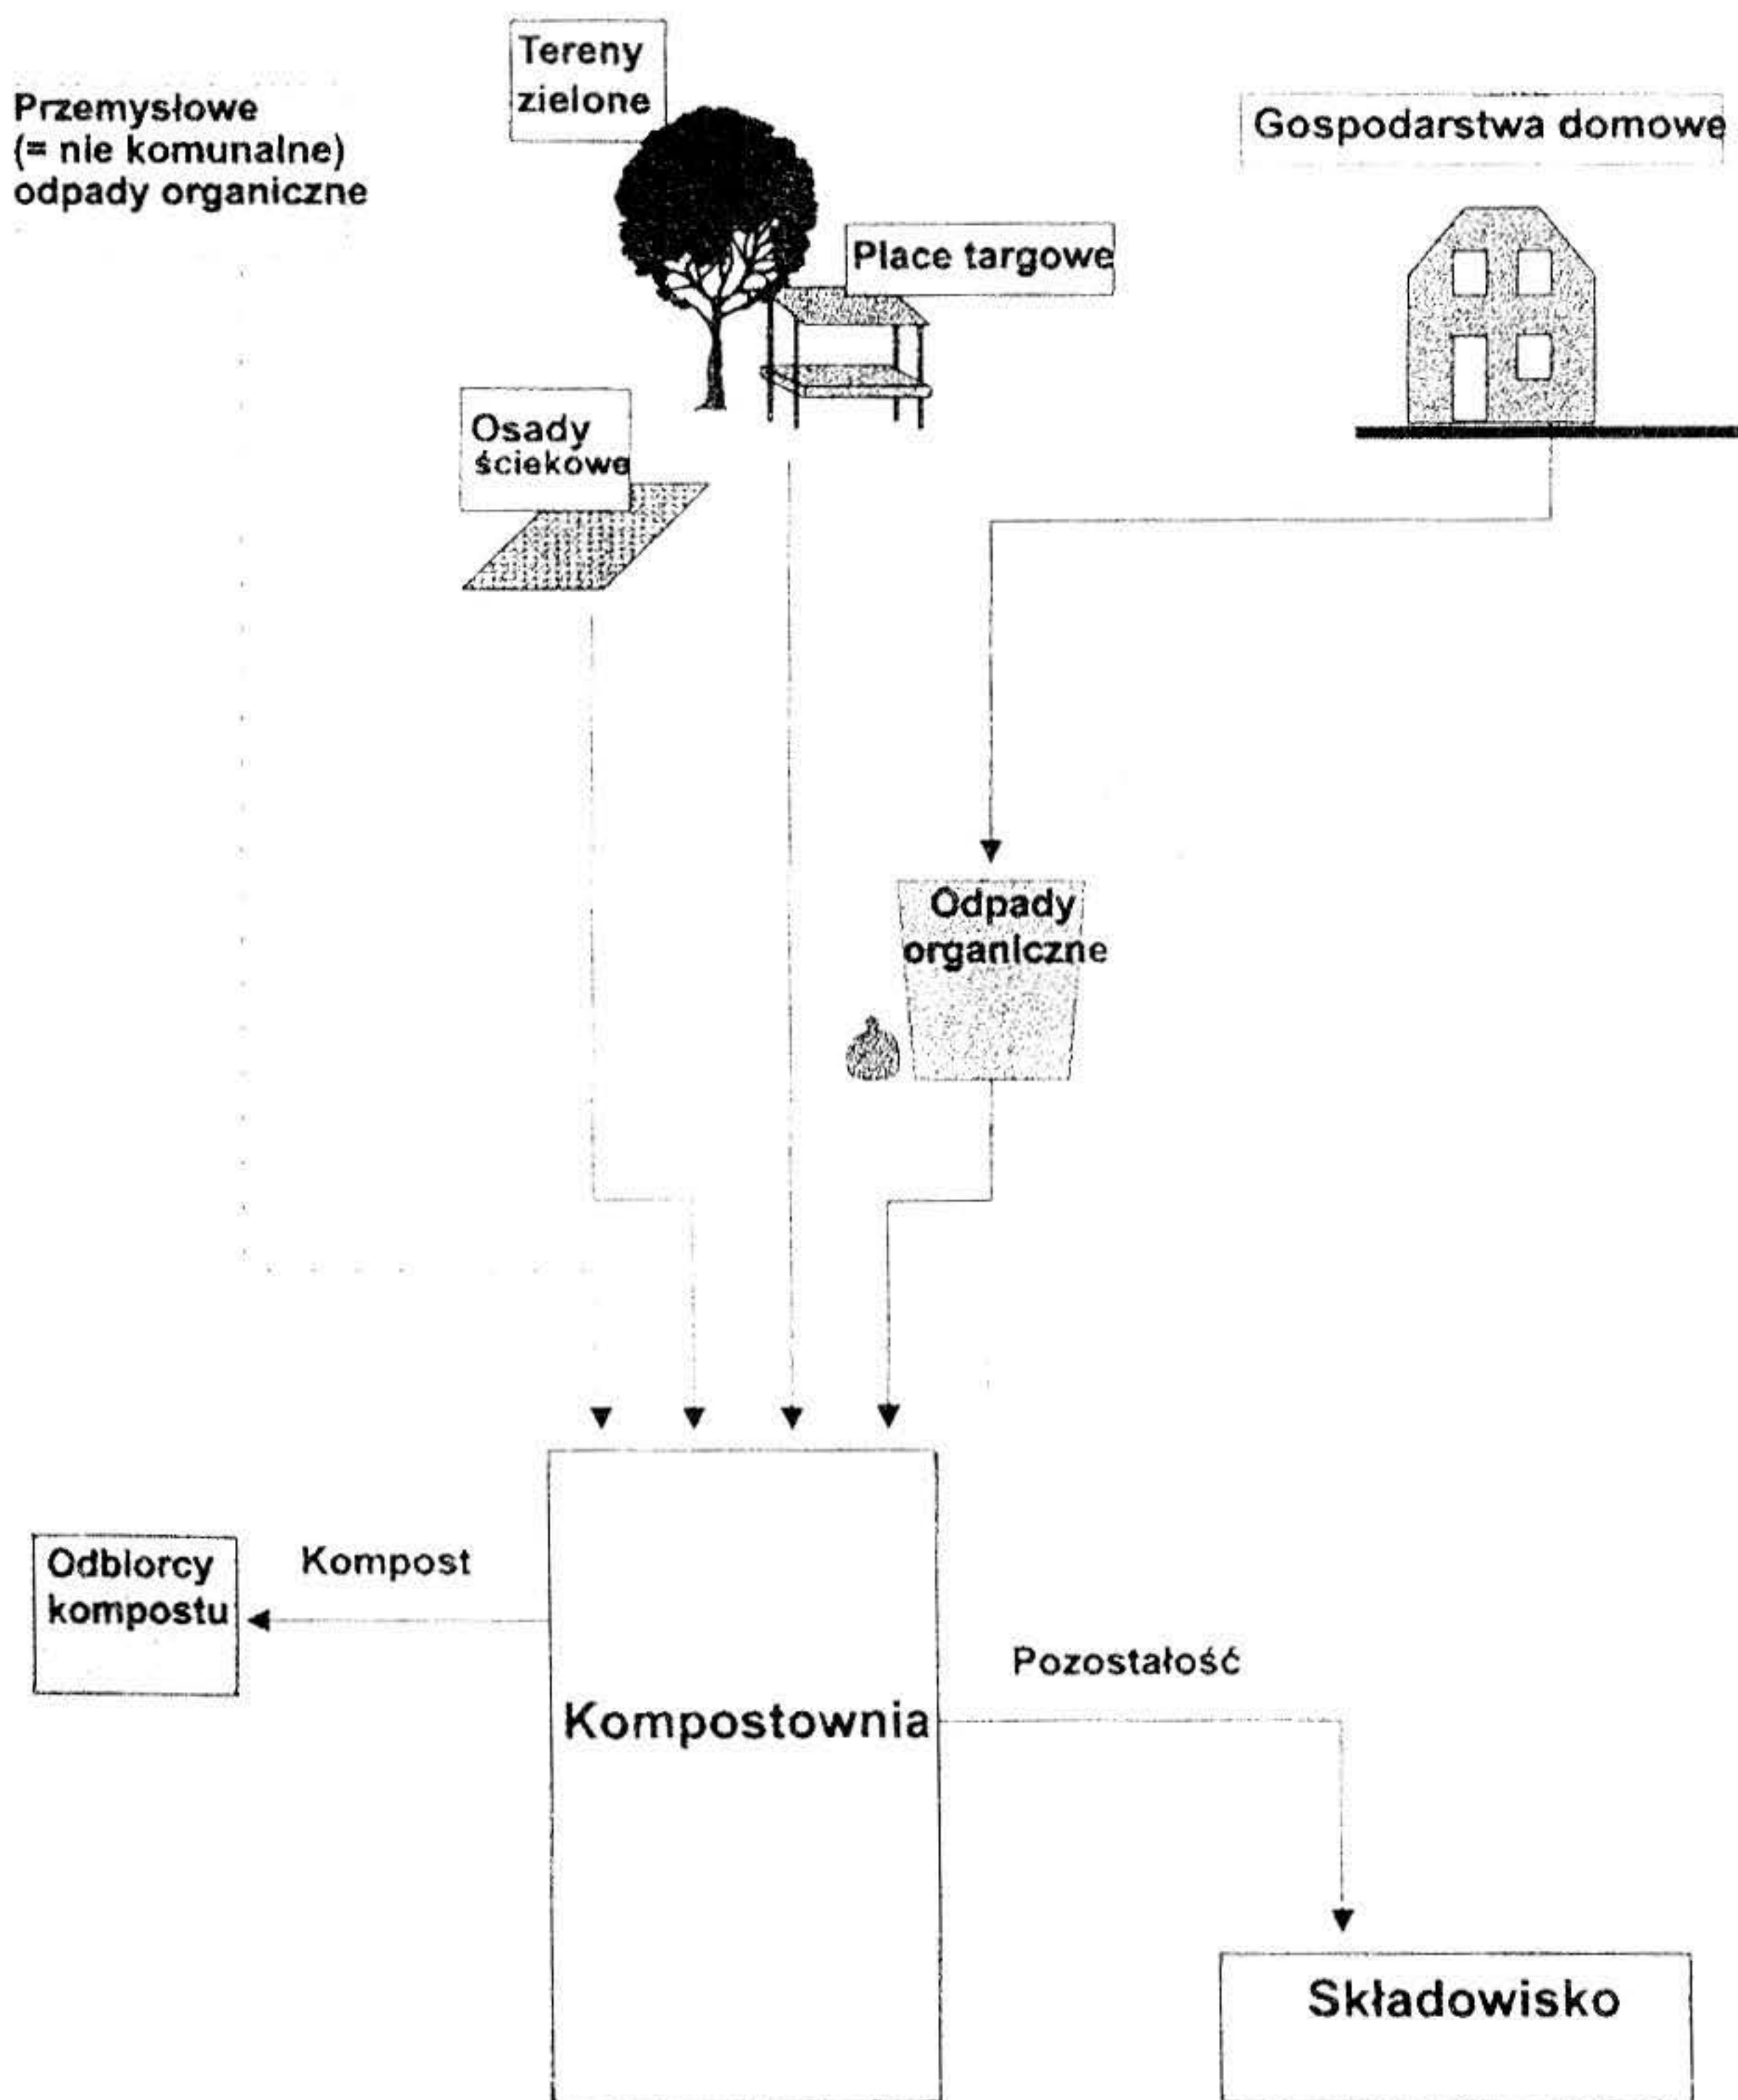 Tereny
zielone
Przemysłowe
(= nie komunalne)
odpady organiczne
Gospodarstwa domowe
Place targowe
Osady
ściekowe
Odpady
organiczne
Odbiorcy
kompostu
Kompost
Pozostałość
Kompostownia
Składowisko